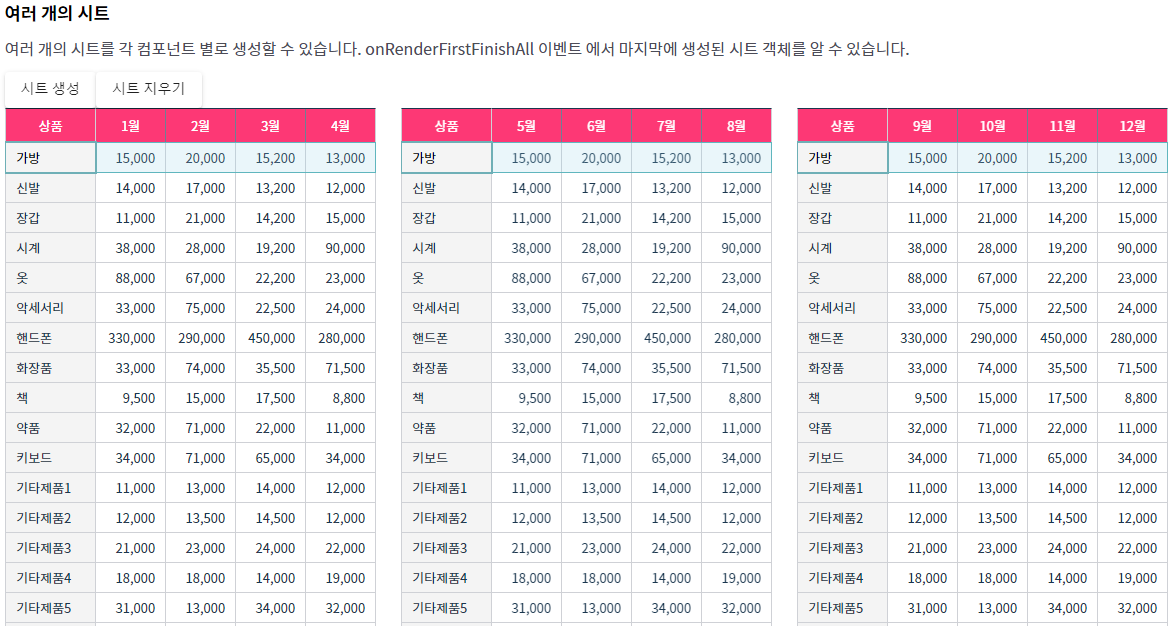 여러 개의 시트
여러 개의 시트를 각 컴포넌트 별로 생성할 수 있습니다. onRenderFirstFinishAll 이벤트 에서 마지막에 생성된 시트 객체를 알 수 있습니다.
시트 생성 시트 지우기
상품 1월 2월 3월 4월 상품 5월 6월 7월 8월 상품 9월 10월 11월 12월
가방 15,000 20,000 15,200 13,000 가방 15,000 20,000 15,200 13,000 가방 15,000 20,000 15,200 13,000
신발 14,000 17,000 13,200 12,000 신발 14,000 17,000 13,200 12,000 신발 14,000 17,000 13,200 12,000
장갑 11,000 21,000 14,200 15,000 장갑 11,000 21,000 14,200 15,000 장갑 11,000 21,000 14,200 15,000
시계 38,000 28,000 19,200 90,000 시계 38,000 28,000 19,200 90,000 시계 38,000 28,000 19,200 90,000
옷 88,000 67,000 22,200 23,000 옷 88,000 67,000 22,200 23,000 옷 88,000 67,000 22,200 23,000
악세서리 33,000 75,000 22,500 24,000 악세서리 33,000 75,000 22,500 24,000 악세서리 33,000 75,000 22,500 24,000
핸드폰 330,000 290,000 450,000 280,000 핸드폰 330,000 290,000 450,000 280,000 핸드폰 330,000 290,000 450,000 280,000
화장품 33,000 74,000 35,500 71,500 화장품 33,000 74,000 35,500 71,500 화장품 33,000 74,000 35,500 71,500
책 9,500 15,000 17,500 8,800 책 9,500 15,000 17,500 8,800 책 9,500 15,000 17,500 8,800
약품 32,000 71,000 22,000 11,000 약품 32,000 71,000 22,000 11,000 약품 32,000 71,000 22,000 11,000
키보드 34,000 71,000 65,000 34,000 키보드 34,000 71,000 65,000 34,000 키보드 34,000 71,000 65,000 34,000
기타제품1 11,000 13,000 14,000 12,000 기타제품1 11,000 13,000 14,000 12,000 기타제품1 11,000 13,000 14,000 12,000
기타제품2 12,000 13,500 14,500 12,000 기타제품2 12,000 13,500 14,500 12,000 기타제품2 12,000 13,500 14,500 12,000
기타제품3 21,000 23,000 24,000 22,000 기타제품3 21,000 23,000 24,000 22,000 기타제품3 21,000 23,000 24,000 22,000
기타제품4 18,000 18,000 14,000 19,000 기타제품4 18,000 18,000 14,000 19,000 기타제품4 18,000 18,000 14,000 19,000
기타제품5 31,000 13,000 34,000 32,000 기타제품5 31,000 13,000 34,000 32,000 기타제품5 31,000 13,000 34,000 32,000